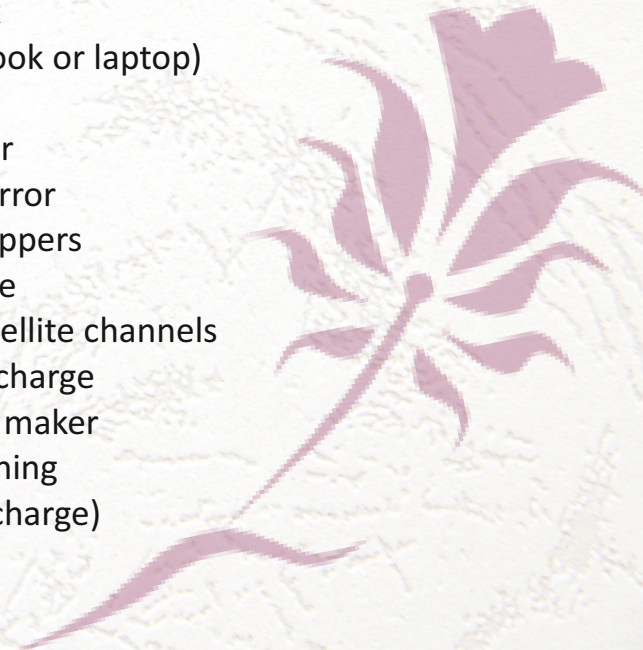 ook or laptop)
r
rror
ppers
e
ellite channels
charge
maker
ning
charge)